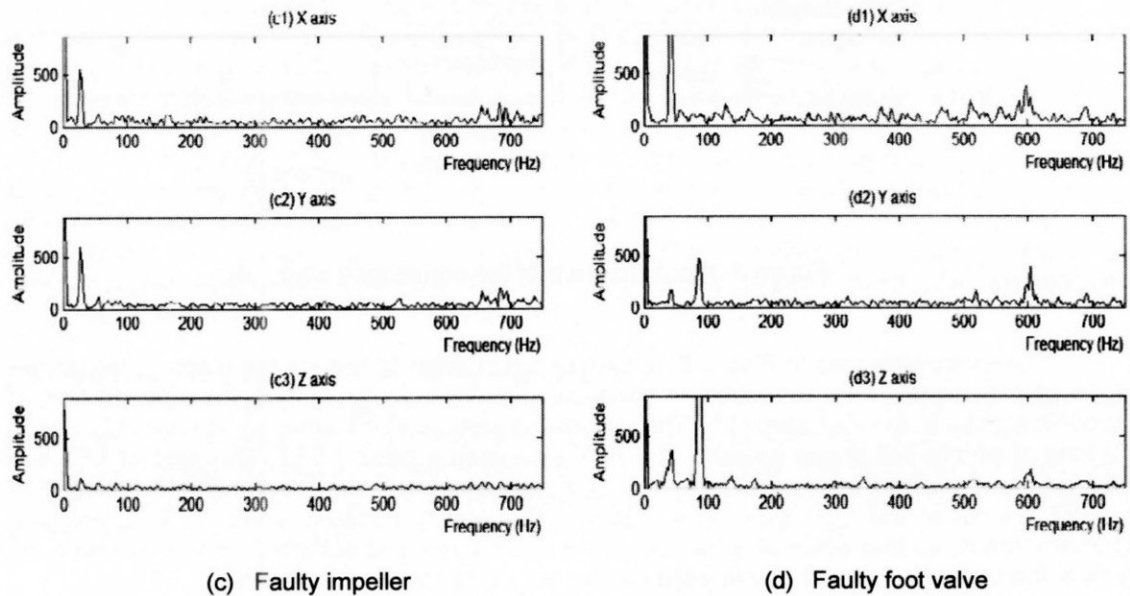 (c1) X axis
Amplitude
500
0
0 100 200 300 400 500 600 700
Frequency (Hz)
(c2) Y axis
Amplitude
500
0
0 100 200 300 400 500 600 700
Frequency (Hz)
(c3) Z axis
Amplitude
500
0
0 100 200 300 400 500 600 700
Frequency (Hz)
(c) Faulty impeller
(d1) X axis
Amplitude
500
0
0 100 200 300 400 500 600 700
Frequency (Hz)
(d2) Y axis
Amplitude
500
0
0 100 200 300 400 500 600 700
Frequency (Hz)
(d3) Z axis
Amplitude
500
0
0 100 200 300 400 500 600 700
Frequency (Hz)
(d) Faulty foot valve